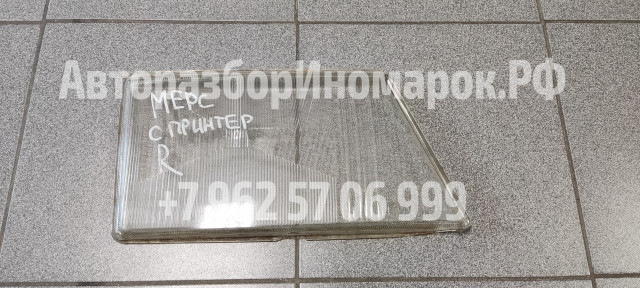 АвторазборИномарок.РФ
МЕРС
СПРИНТЕР
R
+7 962 57 06 999